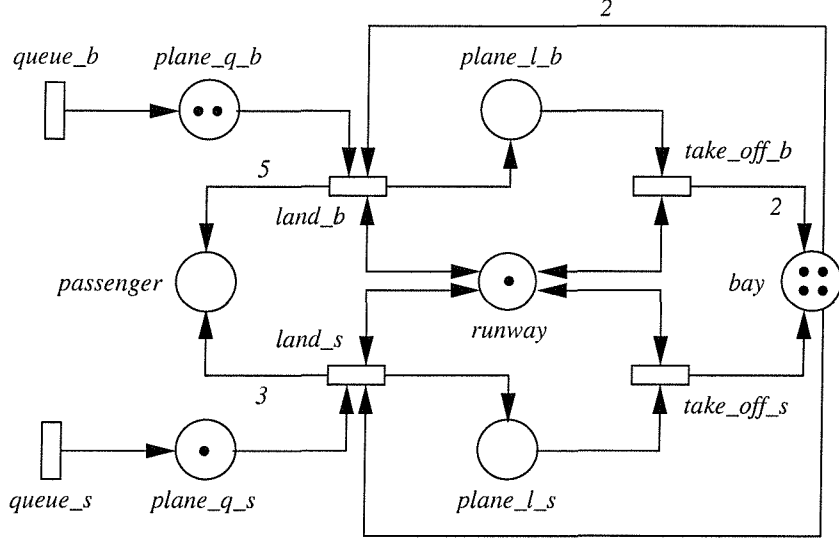 2
queue_b
plane_q_b
plane_l_b
take_off_b
5
2
land_b
passenger
bay
land_s
runway
3
take_off_s
queue_s
plane_q_s
plane_l_s